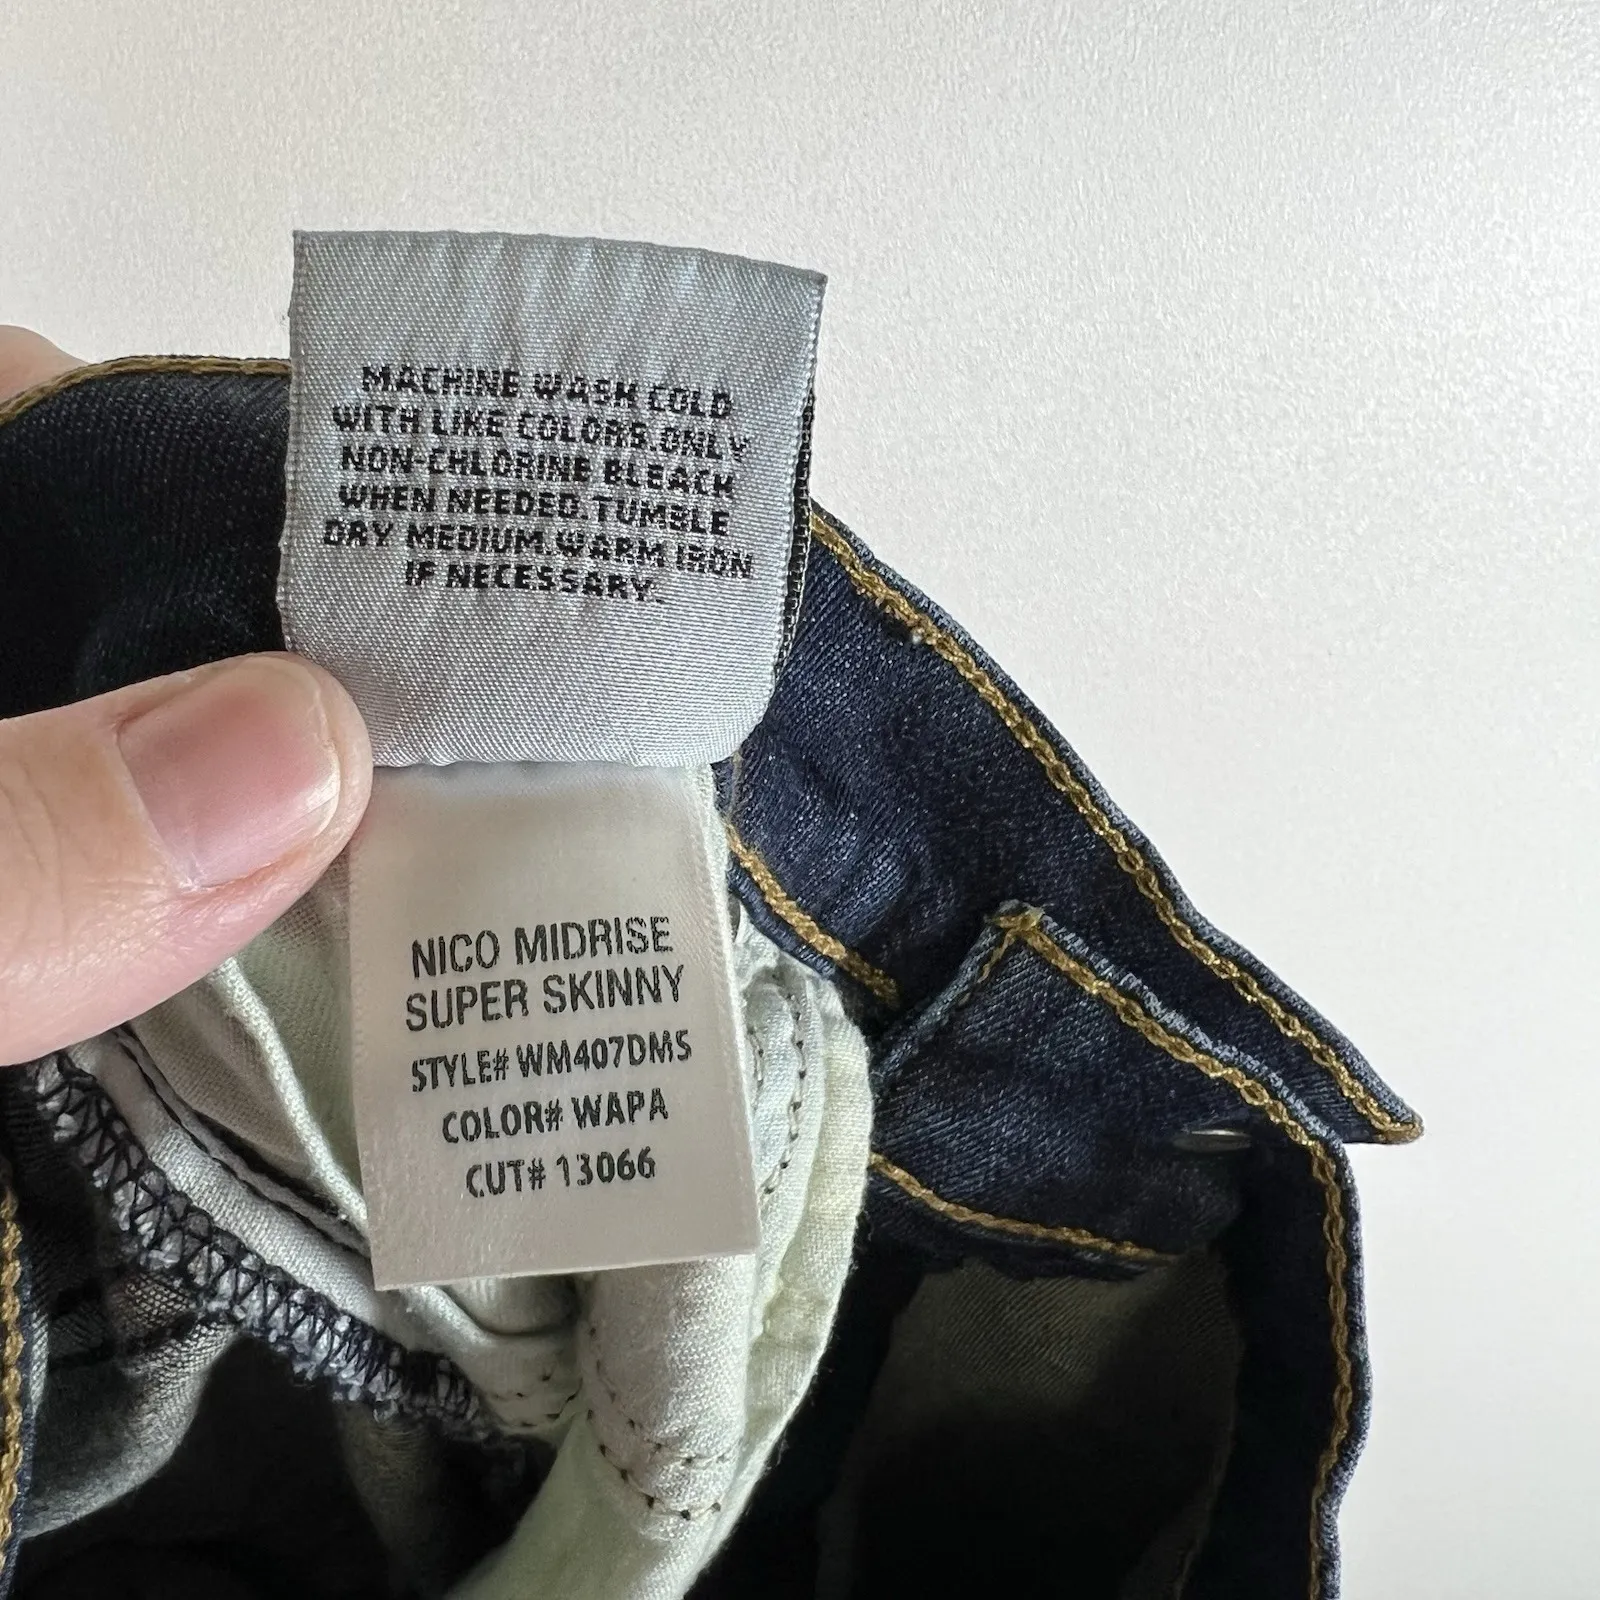 MACHINE WASH COLD
WITH LIKE COLORS.ONLY
NON-CHLORINE BLEACH
WHEN NEEDED.TUMBLE
DRY MEDIUM.WARM IRON
IF NECESSARY.
NICO MIDRISE
SUPER SKINNY
STYLE# WM407DMS
COLOR# WAPA
CUT# 13066